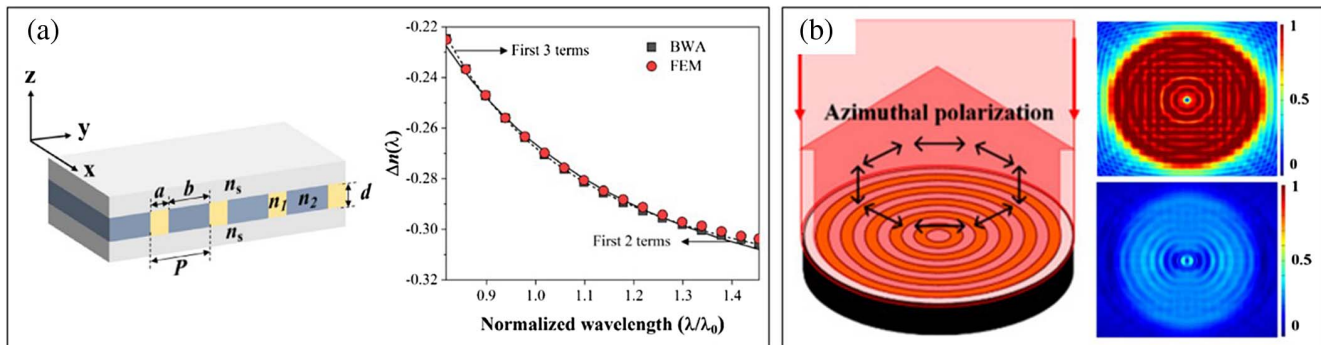 (a)
z
y
x
a
b
n_s
n_1
n_2
d
n_s
P
-0.22
-0.24
-0.26
-0.28
-0.30
-0.32
Δn(λ)
First 3 terms
BWA
FEM
First 2 terms
0.9 1.0 1.1 1.2 1.3 1.4
Normalized wavelength (λ/λ_0)
(b)
Azimuthal polarization
1
0.5
0
1
0.5
0